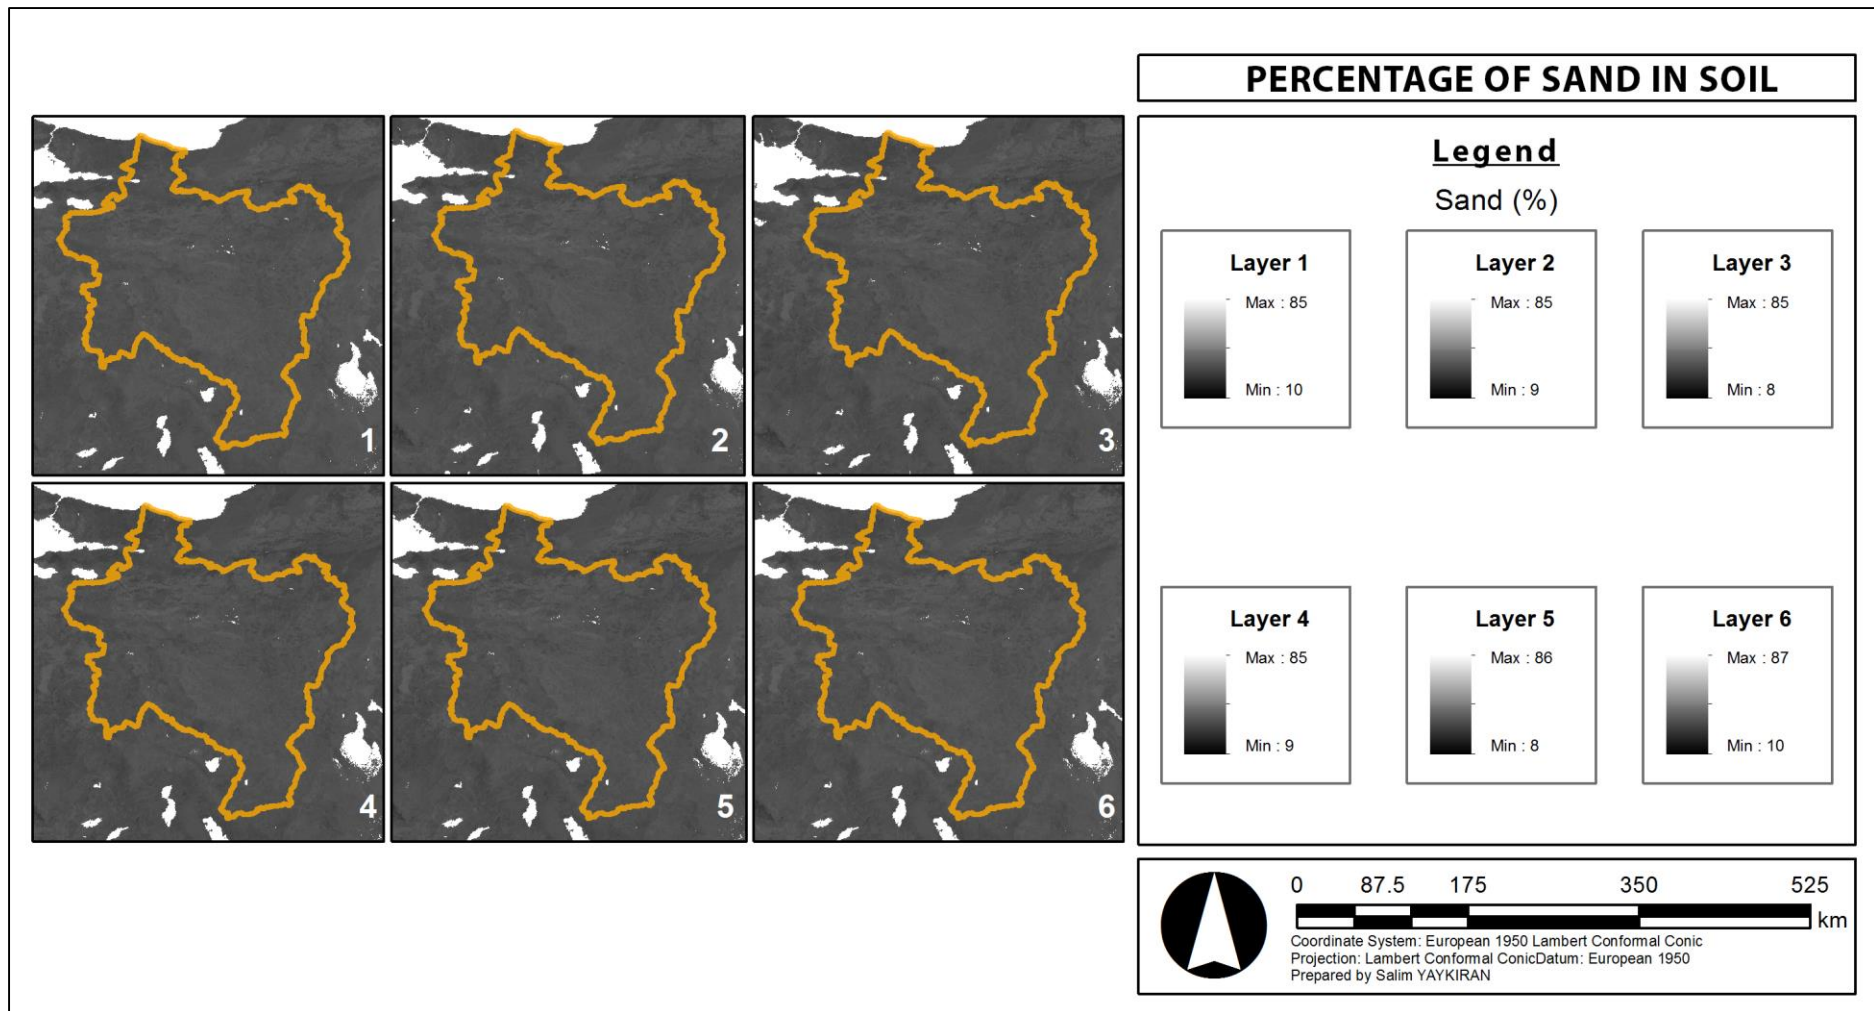 PERCENTAGE OF SAND IN SOIL
1
2
3
4
5
6
Legend
Sand (%)
Layer 1
Max : 85
Min : 10
Layer 2
Max : 85
Min : 9
Layer 3
Max : 85
Min : 8
Layer 4
Max : 85
Min : 9
Layer 5
Max : 86
Min : 8
Layer 6
Max : 87
Min : 10
0 87.5 175 350 525
km
Coordinate System: European 1950 Lambert Conformal Conic
Projection: Lambert Conformal ConicDatum: European 1950
Prepared by Salim YAYKIRAN